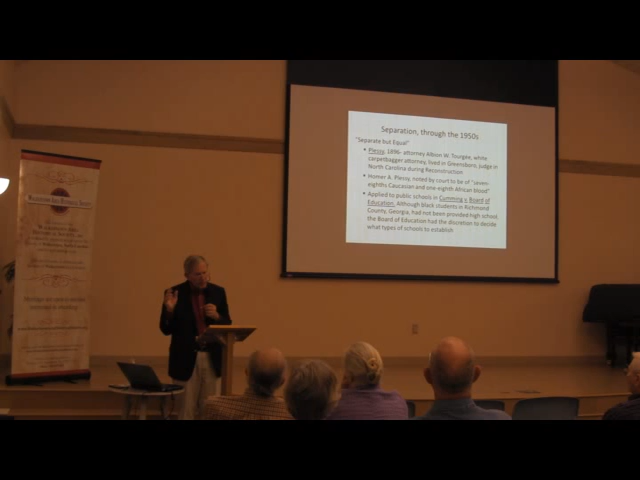 Separation, through the 1950s
"Separate but Equal"
Plessy, 1896- attorney Albion W. Tourgee, white
carpetbagger attorney, lived in Greensboro, judge in
North Carolina during Reconstruction
Homer A. Plessy, noted by court to be of "seven-
eighths Caucasian and one-eighth African blood"
Applied to public schools in Cumming v. Board of
Education. Although black students in Richmond
County, Georgia, had not been provided high school
the Board of Education had the discretion to decide
what types of schools to establish